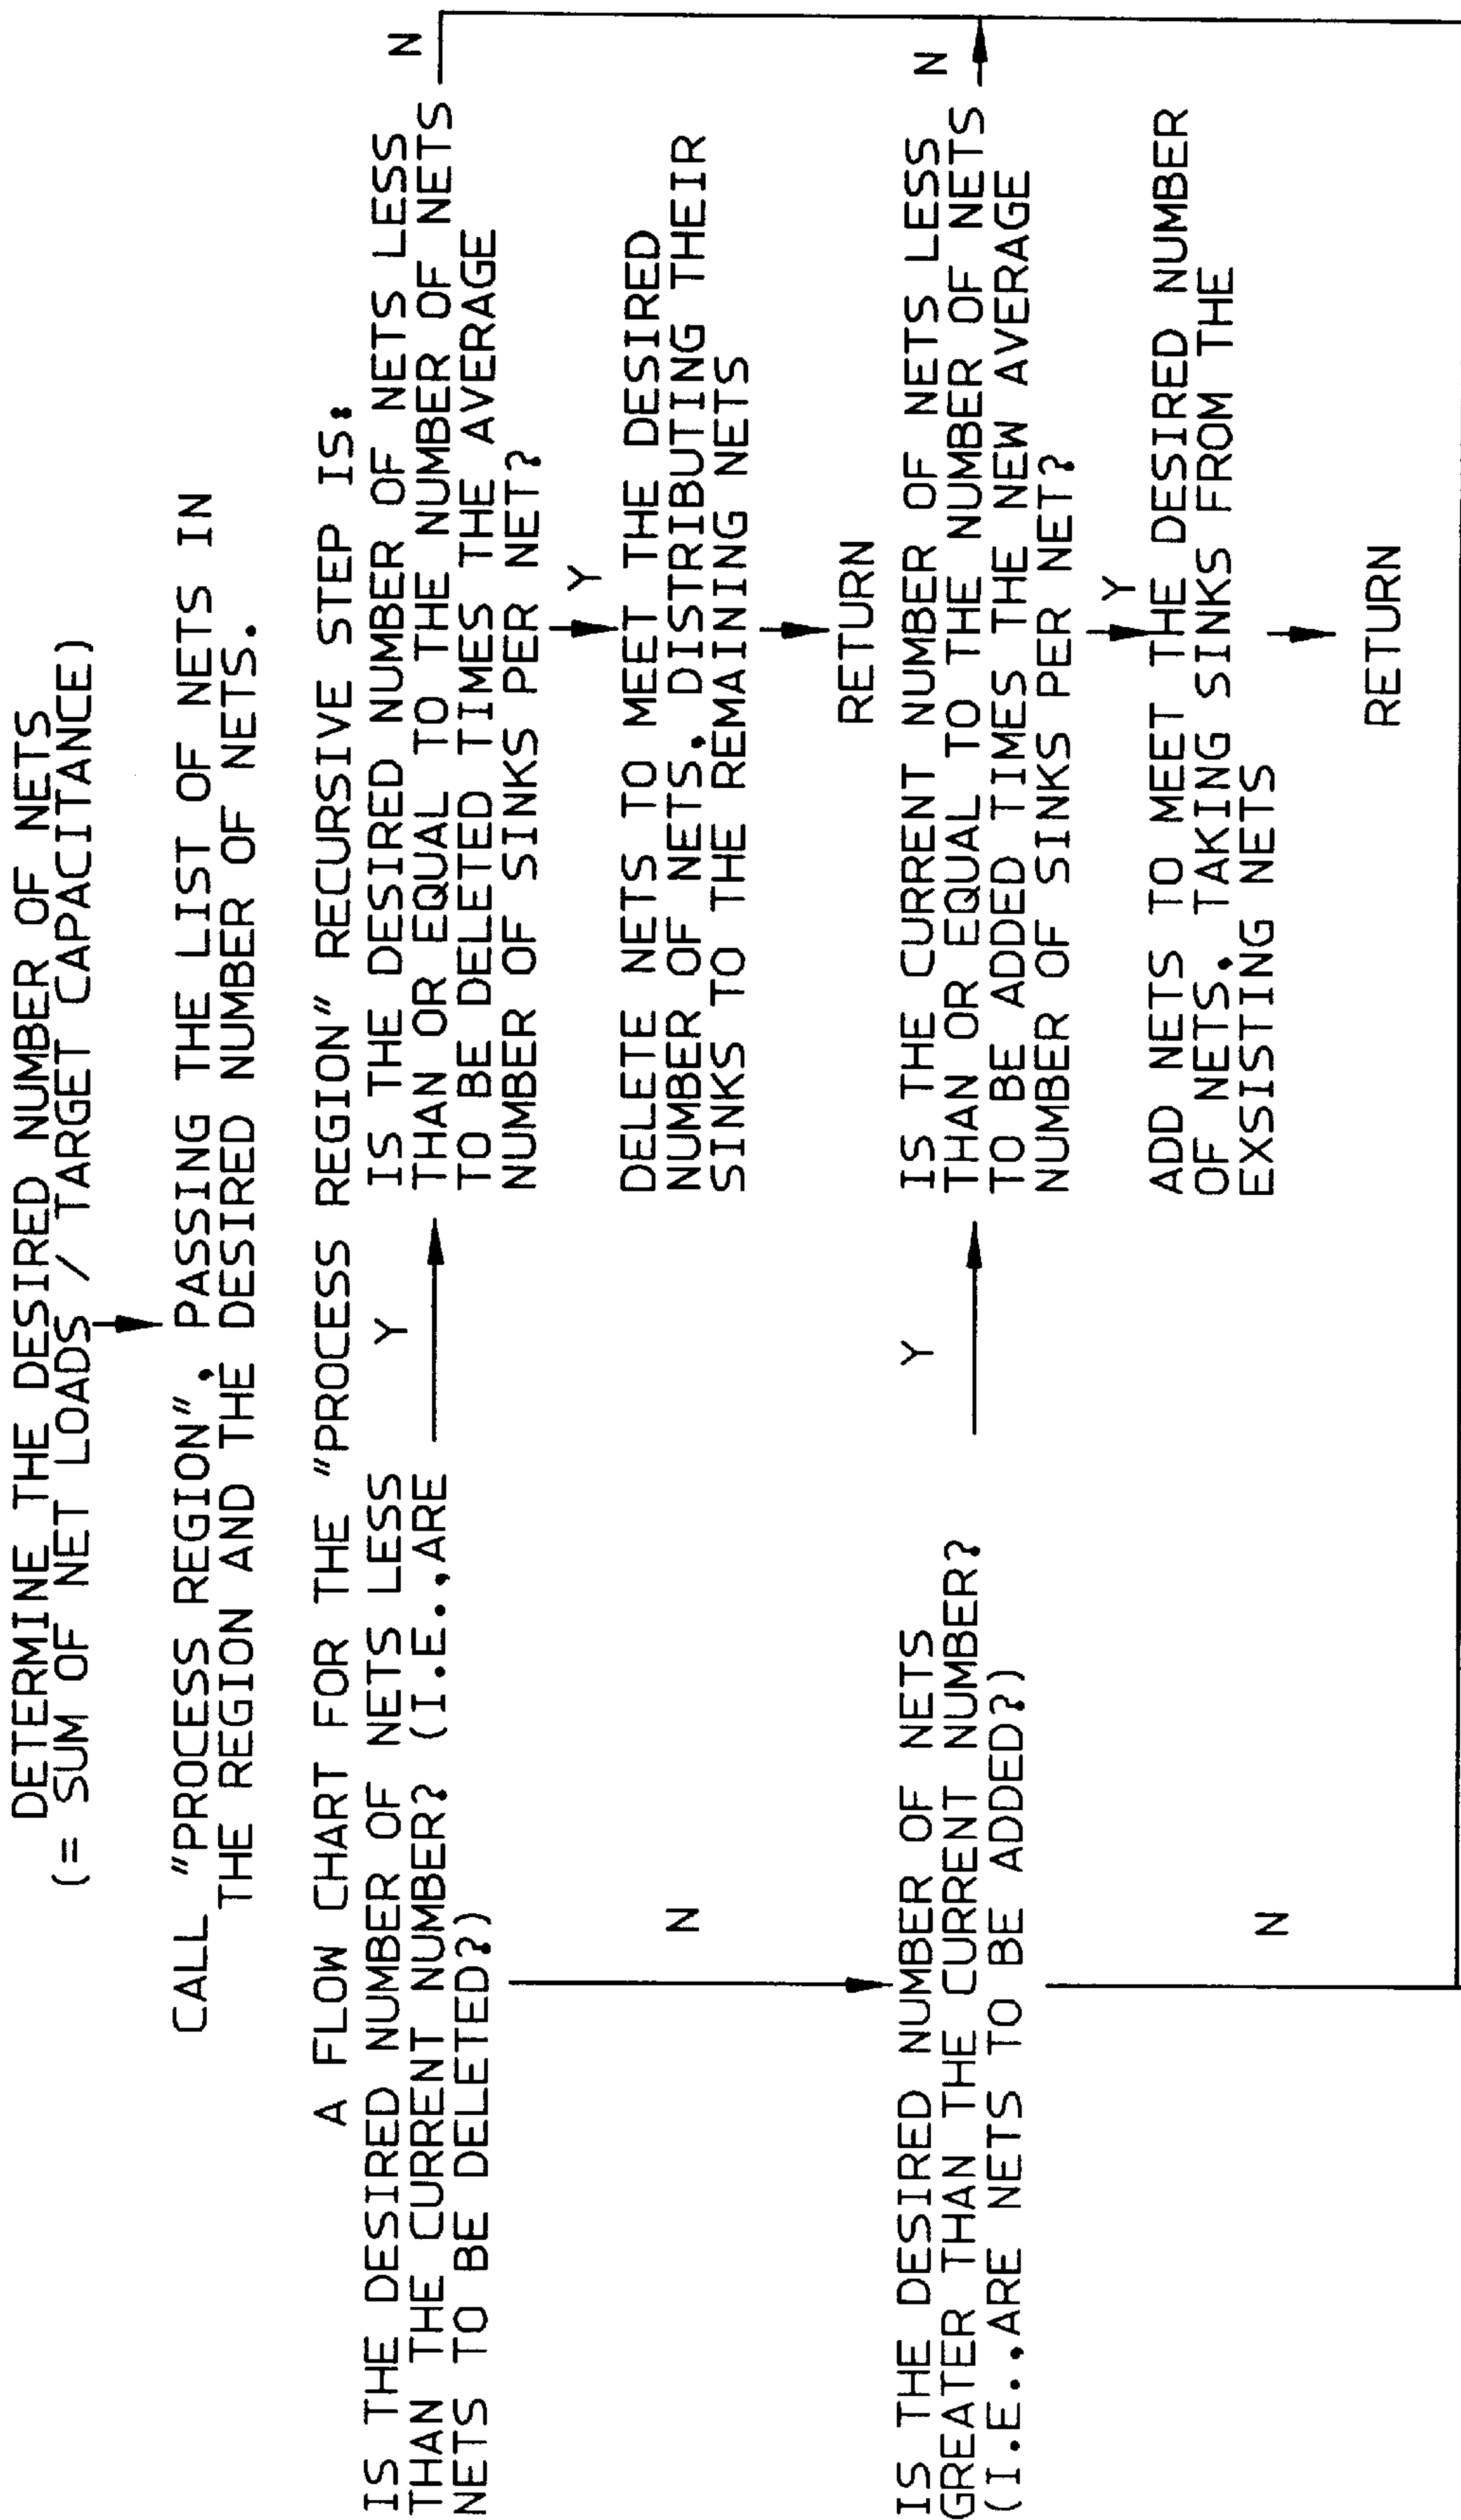 DETERMINE THE DESIRED NUMBER OF NETS
(= SUM OF NET LOADS / TARGET CAPACITANCE)
CALL "PROCESS REGION", PASSING THE LIST OF NETS IN
THE REGION AND THE DESIRED NUMBER OF NETS.
A FLOW CHART FOR THE "PROCESS REGION" RECURSIVE STEP IS:
IS THE DESIRED NUMBER OF NETS LESS
THAN THE CURRENT NUMBER? (I.E.,ARE
NETS TO BE DELETED?)
Y
IS THE DESIRED NUMBER OF NETS LESS
THAN OR EQUAL TO THE NUMBER OF NETS
TO BE DELETED TIMES THE AVERAGE
NUMBER OF SINKS PER NET?
N
Y
DELETE NETS TO MEET THE DESIRED
NUMBER OF NETS, DISTRIBUTING THEIR
SINKS TO THE REMAINING NETS
RETURN
N
IS THE DESIRED NUMBER OF NETS
GREATER THAN THE CURRENT NUMBER?
(I.E.,ARE NETS TO BE ADDED?)
Y
IS THE CURRENT NUMBER OF NETS LESS
THAN OR EQUAL TO THE NUMBER OF NETS
TO BE ADDED TIMES THE NEW AVERAGE
NUMBER OF SINKS PER NET?
N
Y
ADD NETS TO MEET THE DESIRED NUMBER
OF NETS, TAKING SINKS FROM THE
EXSISTING NETS
RETURN
N